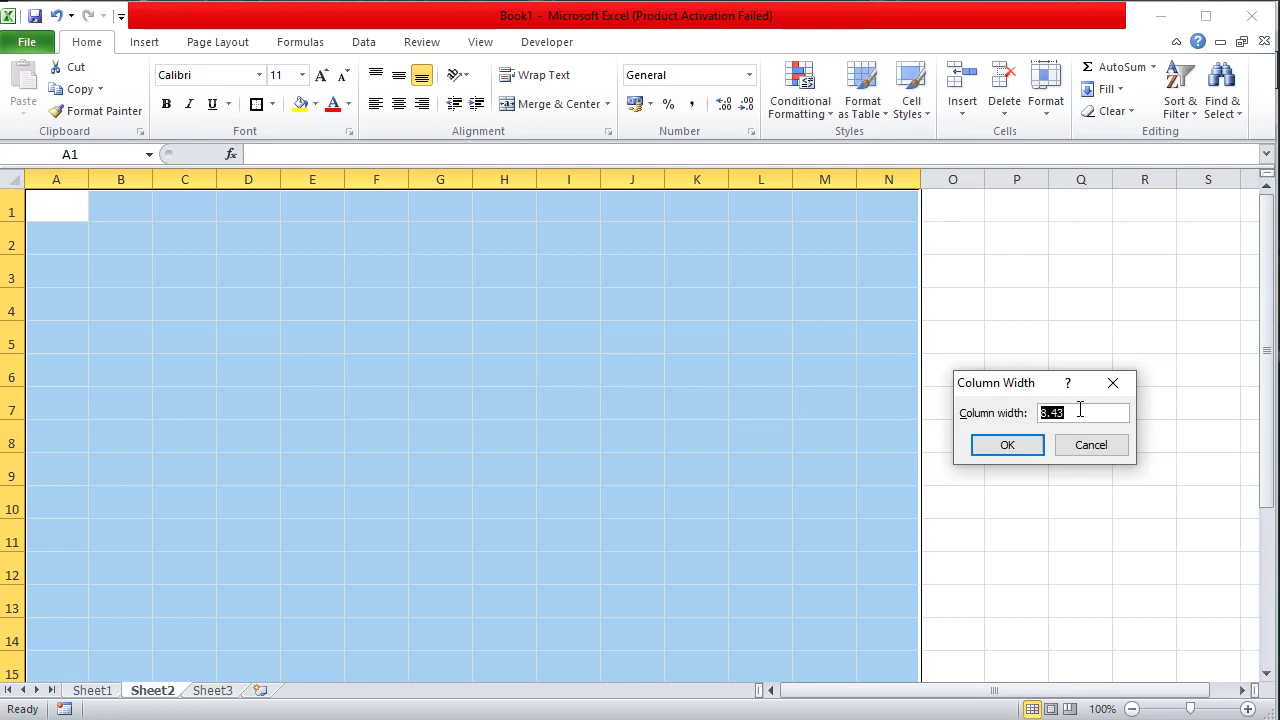 Book1 - Microsoft Excel (Product Activation Failed)
File Home Insert Page Layout Formulas Data Review View Developer
Paste
Cut
Copy
Format Painter
Clipboard
Calibri 11
B I U A
Font
Wrap Text
Merge & Center
Alignment
General
% ,
Number
Conditional Formatting
Format as Table
Cell Styles
Styles
Insert Delete Format
Cells
AutoSum
Fill
Clear
Sort & Filter
Find & Select
Editing
A1 fx
A B C D E F G H I J K L M N O P Q R S
1
2
3
4
5
6
7
8
9
10
11
12
13
14
15
Column Width ?
Column width: 8.43
OK Cancel
Sheet1 Sheet2 Sheet3
Ready 100%